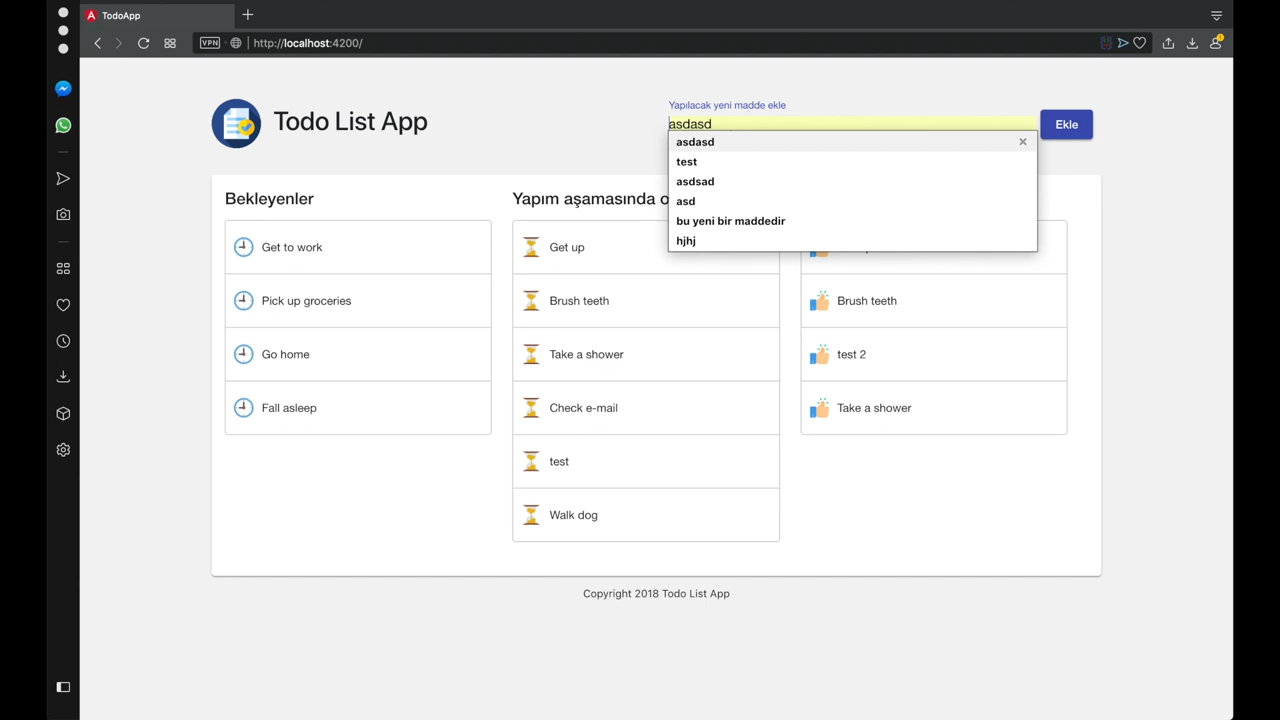 TodoApp
VPN
http://localhost:4200/
Todo List App
Yapılacak yeni madde ekle
asdasd
Ekle
asdasd
test
asdsad
asd
bu yeni bir maddedir
hjhj
Bekleyenler
Get to work
Pick up groceries
Go home
Fall asleep
Yapım aşamasında o
Get up
Brush teeth
Take a shower
Check e-mail
test
Walk dog
Brush teeth
test 2
Take a shower
Copyright 2018 Todo List App